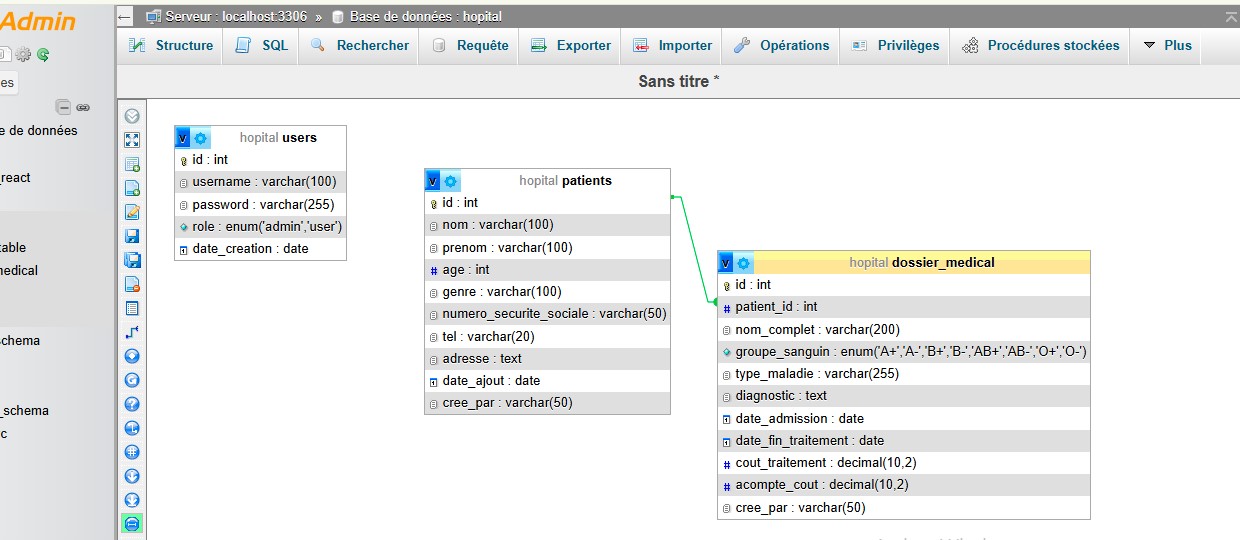 Admin
Serveur : localhost:3306 » Base de données : hopital
Structure SQL Rechercher Requête Exporter Importer Opérations Privilèges Procédures stockées Plus
Sans titre *
es
e de données
_react
table
medical
schema
_schema
c
hopital users
id : int
username : varchar(100)
password : varchar(255)
role : enum('admin','user')
date_creation : date
hopital patients
id : int
nom : varchar(100)
prenom : varchar(100)
age : int
genre : varchar(100)
numero_securite_sociale : varchar(50)
tel : varchar(20)
adresse : text
date_ajout : date
cree_par : varchar(50)
hopital dossier_medical
id : int
patient_id : int
nom_complet : varchar(200)
groupe_sanguin : enum('A+','A-','B+','B-','AB+','AB-','O+','O-')
type_maladie : varchar(255)
diagnostic : text
date_admission : date
date_fin_traitement : date
cout_traitement : decimal(10,2)
acompte_cout : decimal(10,2)
cree_par : varchar(50)